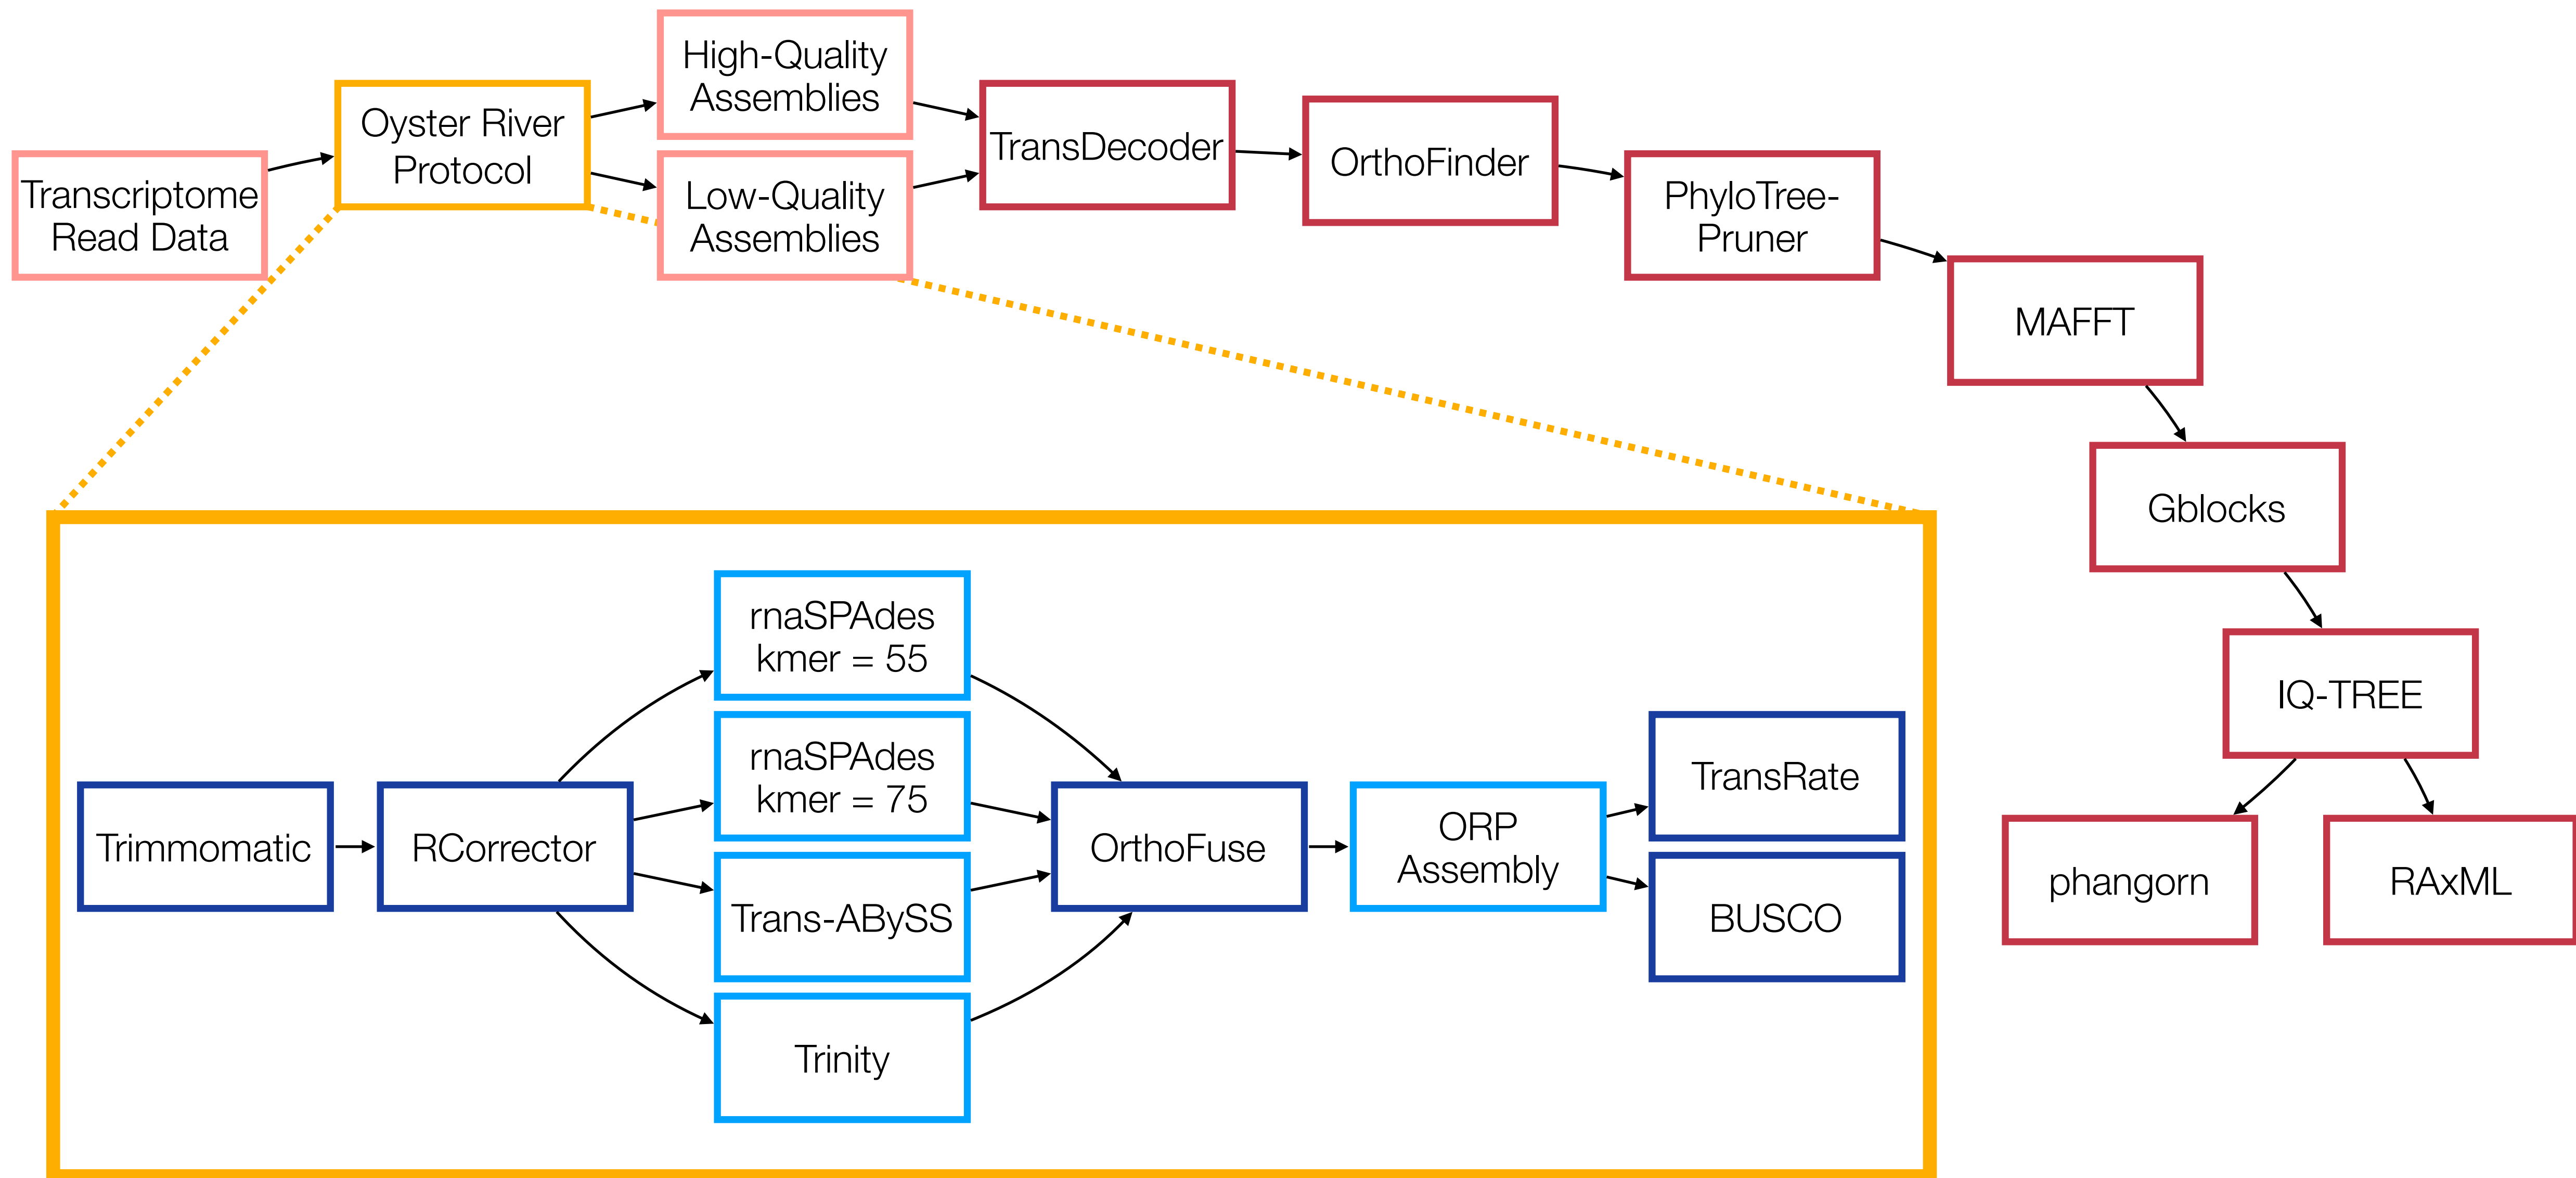 Transcriptome
Read Data
Oyster River
Protocol
High-Quality
Assemblies
Low-Quality
Assemblies
TransDecoder
OrthoFinder
PhyloTree-
Pruner
MAFFT
Gblocks
IQ-TREE
phangorn
RAxML
Trimmomatic
RCorrector
rnaSPAdes
kmer = 55
rnaSPAdes
kmer = 75
Trans-ABySS
Trinity
OrthoFuse
ORP
Assembly
TransRate
BUSCO